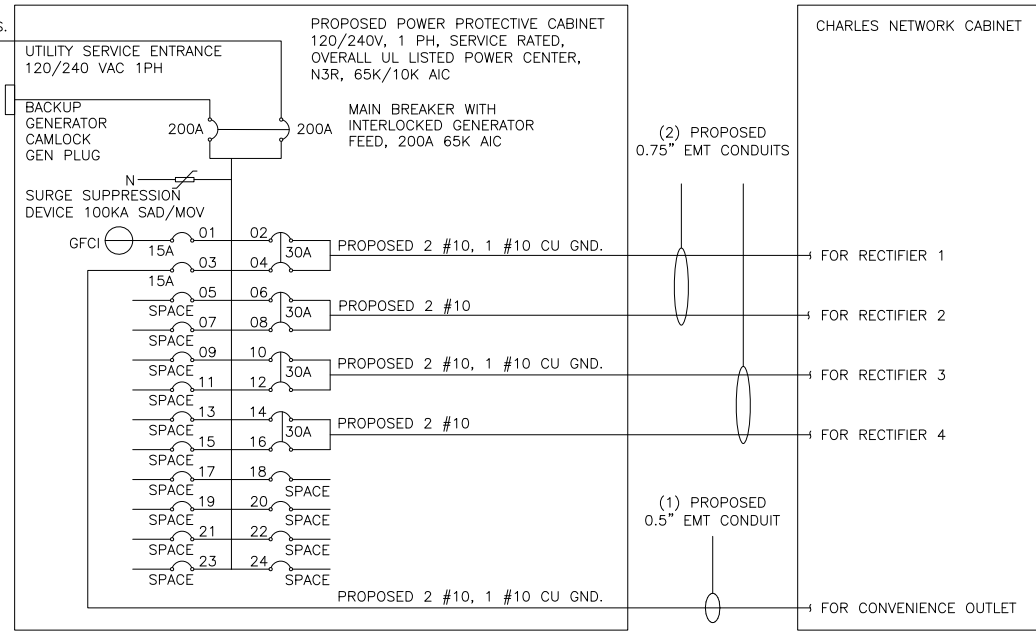 S.
PROPOSED POWER PROTECTIVE CABINET
120/240V, 1 PH, SERVICE RATED,
OVERALL UL LISTED POWER CENTER,
N3R, 65K/10K AIC
CHARLES NETWORK CABINET
UTILITY SERVICE ENTRANCE
120/240 VAC 1PH
BACKUP
GENERATOR
CAMLOCK
GEN PLUG
200A
200A
MAIN BREAKER WITH
INTERLOCKED GENERATOR
FEED, 200A 65K AIC
(2) PROPOSED
0.75" EMT CONDUITS
N
SURGE SUPPRESSION
DEVICE 100KA SAD/MOV
GFCI
15A
01
02
30A
PROPOSED 2 #10, 1 #10 CU GND.
FOR RECTIFIER 1
15A
03
04
SPACE
05
06
30A
PROPOSED 2 #10
FOR RECTIFIER 2
SPACE
07
08
SPACE
09
10
30A
PROPOSED 2 #10, 1 #10 CU GND.
FOR RECTIFIER 3
SPACE
11
12
SPACE
13
14
30A
PROPOSED 2 #10
FOR RECTIFIER 4
SPACE
15
16
SPACE
17
18
SPACE
SPACE
19
20
SPACE
SPACE
21
22
SPACE
SPACE
23
24
SPACE
(1) PROPOSED
0.5" EMT CONDUIT
PROPOSED 2 #10, 1 #10 CU GND.
FOR CONVENIENCE OUTLET